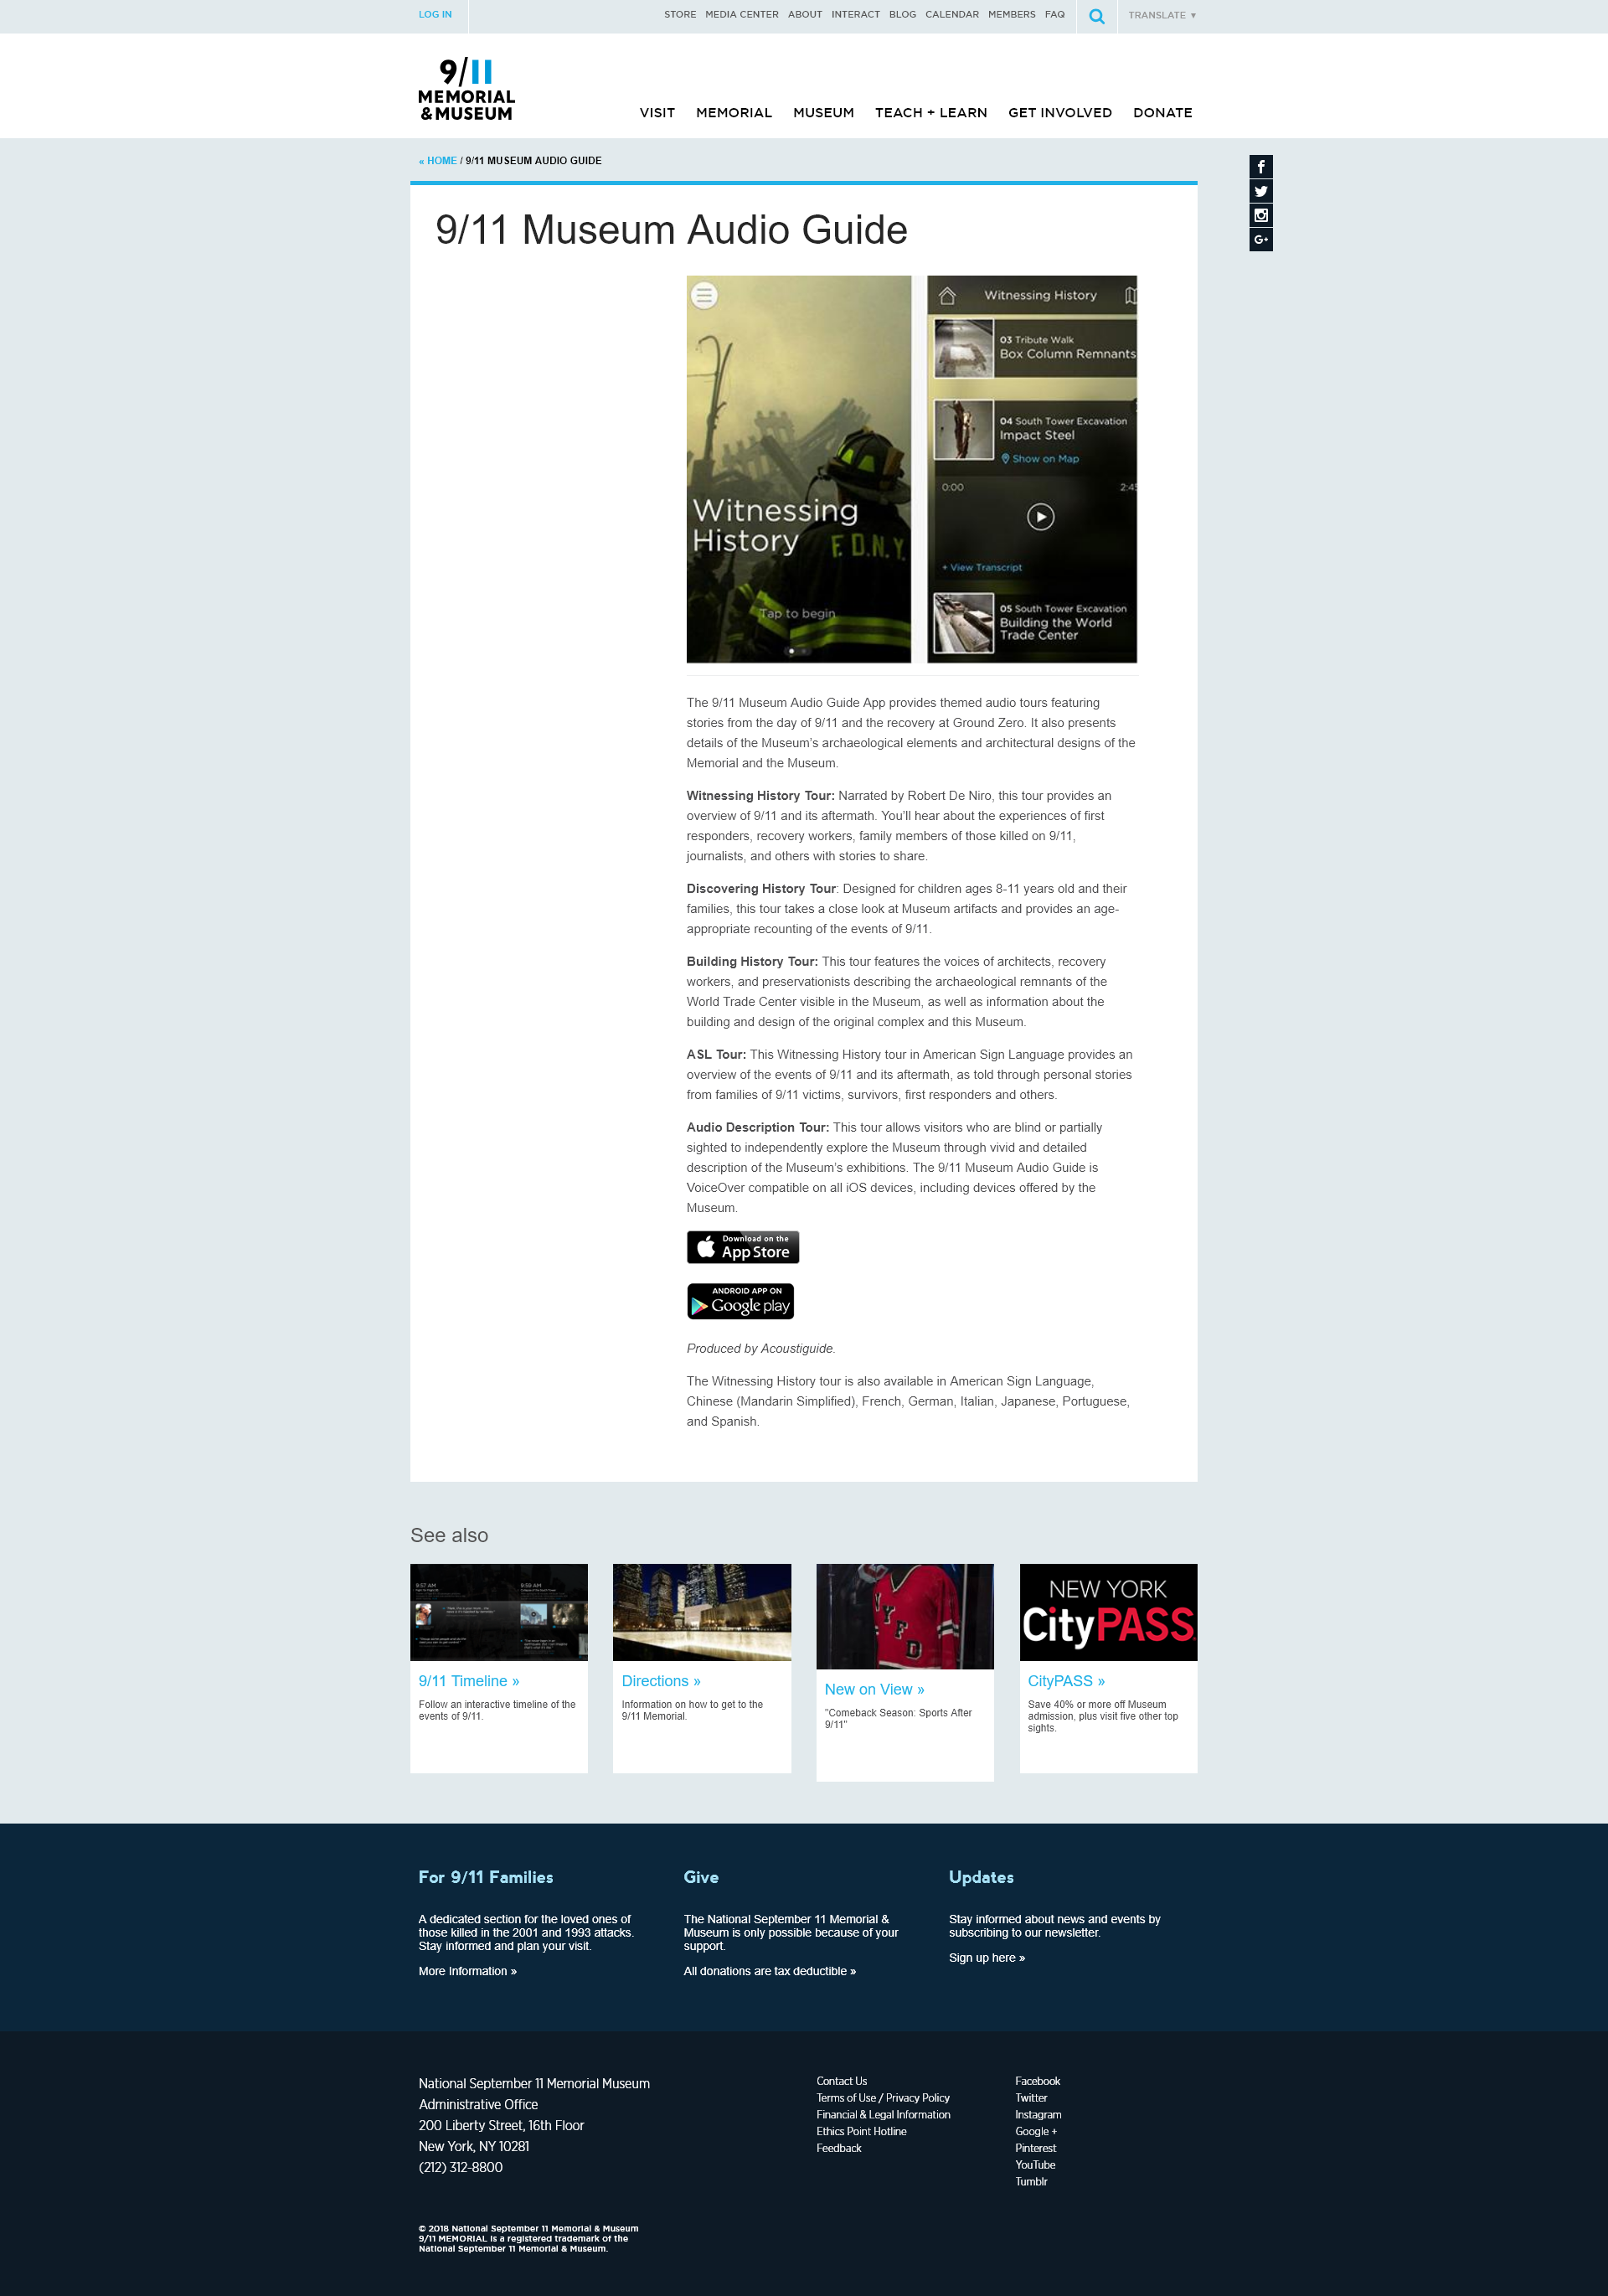 LOG IN
STORE MEDIA CENTER ABOUT INTERACT BLOG CALENDAR MEMBERS FAQ
TRANSLATE ▼
9/11
MEMORIAL
& MUSEUM
VISIT MEMORIAL MUSEUM TEACH + LEARN GET INVOLVED DONATE
« HOME / 9/11 MUSEUM AUDIO GUIDE
9/11 Museum Audio Guide
Witnessing
History
F.D.N.Y.
Tap to begin
Witnessing History
03 Tribute Walk
Box Column Remnants
04 South Tower Excavation
Impact Steel
Show on Map
0:00 2:45
+ View Transcript
05 South Tower Excavation
Building the World
Trade Center
The 9/11 Museum Audio Guide App provides themed audio tours featuring
stories from the day of 9/11 and the recovery at Ground Zero. It also presents
details of the Museum's archaeological elements and architectural designs of the
Memorial and the Museum.
Witnessing History Tour: Narrated by Robert De Niro, this tour provides an
overview of 9/11 and its aftermath. You'll hear about the experiences of first
responders, recovery workers, family members of those killed on 9/11,
journalists, and others with stories to share.
Discovering History Tour: Designed for children ages 8-11 years old and their
families, this tour takes a close look at Museum artifacts and provides an age-
appropriate recounting of the events of 9/11.
Building History Tour: This tour features the voices of architects, recovery
workers, and preservationists describing the archaeological remnants of the
World Trade Center visible in the Museum, as well as information about the
building and design of the original complex and this Museum.
ASL Tour: This Witnessing History tour in American Sign Language provides an
overview of the events of 9/11 and its aftermath, as told through personal stories
from families of 9/11 victims, survivors, first responders and others.
Audio Description Tour: This tour allows visitors who are blind or partially
sighted to independently explore the Museum through vivid and detailed
description of the Museum's exhibitions. The 9/11 Museum Audio Guide is
VoiceOver compatible on all iOS devices, including devices offered by the
Museum.
Download on the
App Store
ANDROID APP ON
Google play
Produced by Acoustiguide.
The Witnessing History tour is also available in American Sign Language,
Chinese (Mandarin Simplified), French, German, Italian, Japanese, Portuguese,
and Spanish.
See also
9:57 AM 9:59 AM
9/11 Timeline »
Follow an interactive timeline of the
events of 9/11.
Directions »
Information on how to get to the
9/11 Memorial.
NYFD
New on View »
"Comeback Season: Sports After
9/11"
NEW YORK
CityPASS
CityPASS »
Save 40% or more off Museum
admission, plus visit five other top
sights.
For 9/11 Families
A dedicated section for the loved ones of
those killed in the 2001 and 1993 attacks.
Stay informed and plan your visit.
More Information »
Give
The National September 11 Memorial &
Museum is only possible because of your
support.
All donations are tax deductible »
Updates
Stay informed about news and events by
subscribing to our newsletter.
Sign up here »
National September 11 Memorial Museum
Administrative Office
200 Liberty Street, 16th Floor
New York, NY 10281
(212) 312-8800
Contact Us
Terms of Use / Privacy Policy
Financial & Legal Information
Ethics Point Hotline
Feedback
Facebook
Twitter
Instagram
Google +
Pinterest
YouTube
Tumblr
© 2018 National September 11 Memorial & Museum
9/11 MEMORIAL is a registered trademark of the
National September 11 Memorial & Museum.